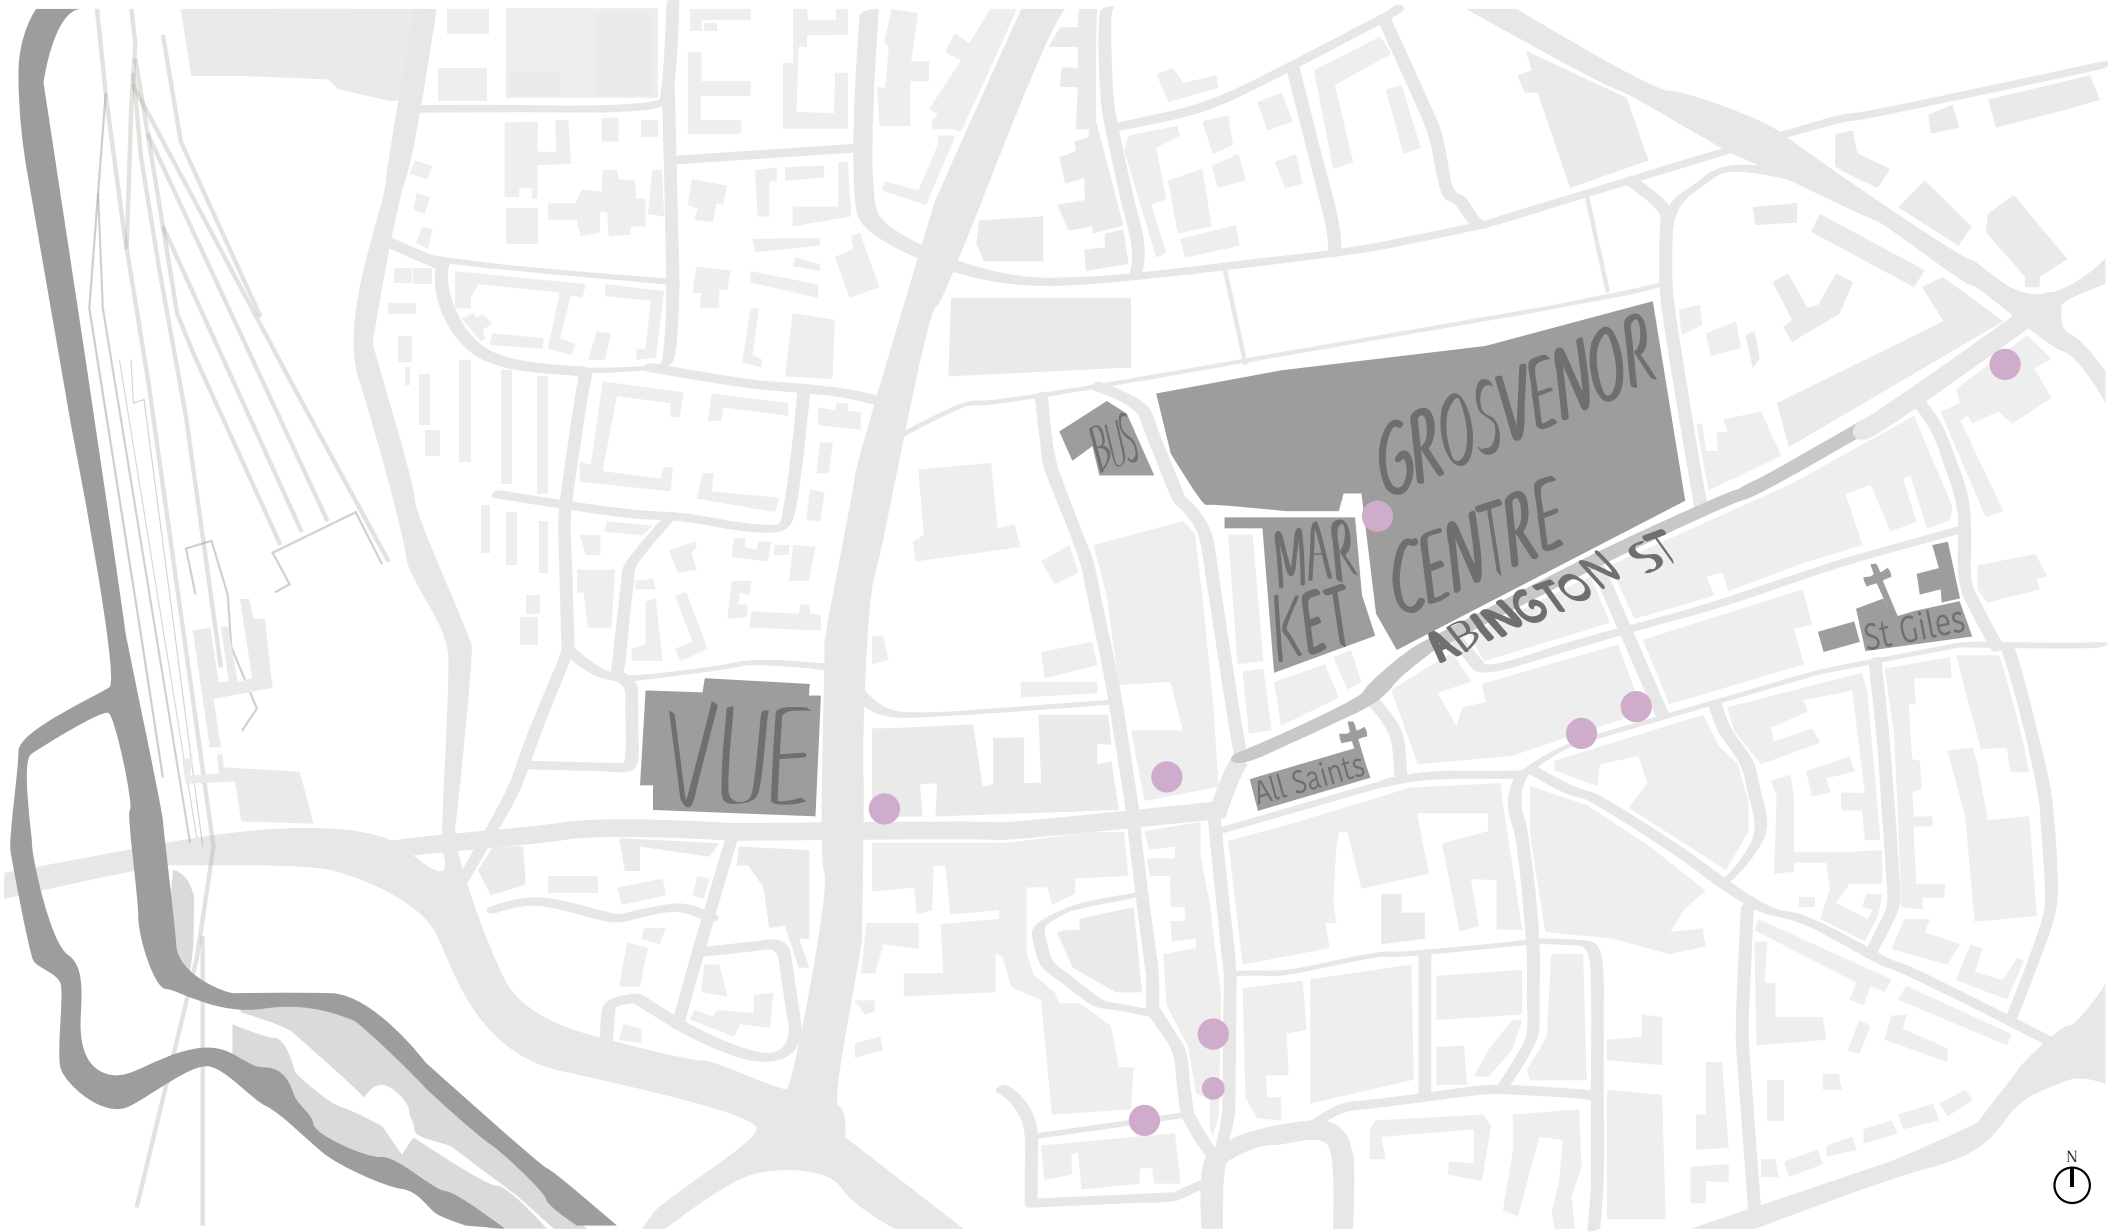 GROSVENOR
CENTRE
BUS
MAR
KET
ABINGTON ST
St Giles
VUE
All Saints
N